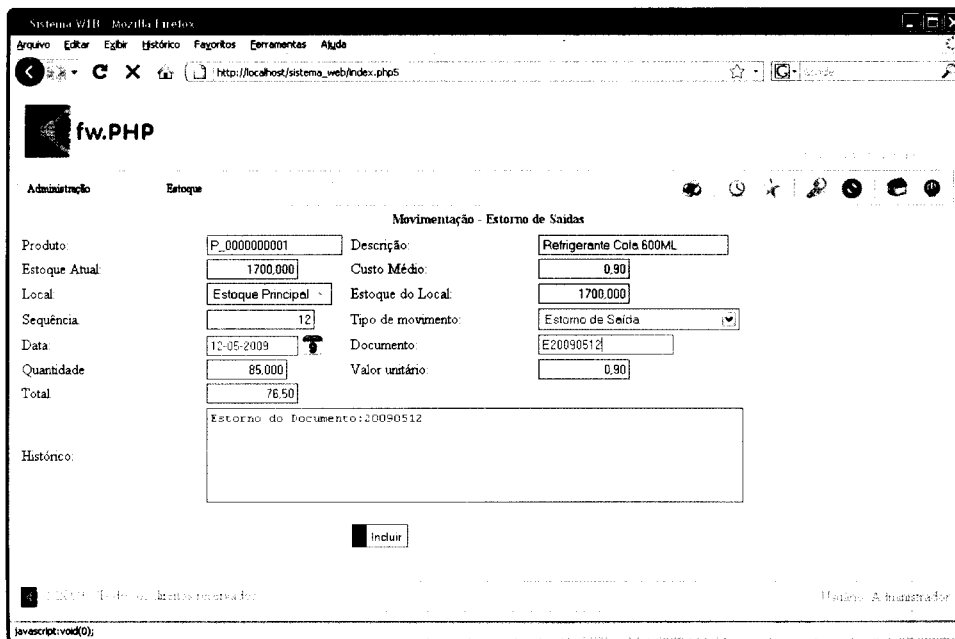 Sistema WEB - Mozilla Firefox
Arquivo Editar Exibir Histórico Favoritos Ferramentas Ajuda
http://localhost/sistema_web/index.php5
fw.PHP
Administração Estoque
Movimentação - Estorno de Saídas
Produto: P_0000000001 Descrição: Refrigerante Cola 600ML
Estoque Atual: 1700,000 Custo Médio: 0,90
Local: Estoque Principal Estoque do Local: 1700,000
Sequência 12 Tipo de movimento: Estorno de Saída
Data: 12-05-2009 Documento: E20090512
Quantidade 85,000 Valor unitário: 0,90
Total 76,50
Estorno do Documento:20090512
Histórico:
Incluir
direitos reservados Usuário: Administrador
javascript:void(0);